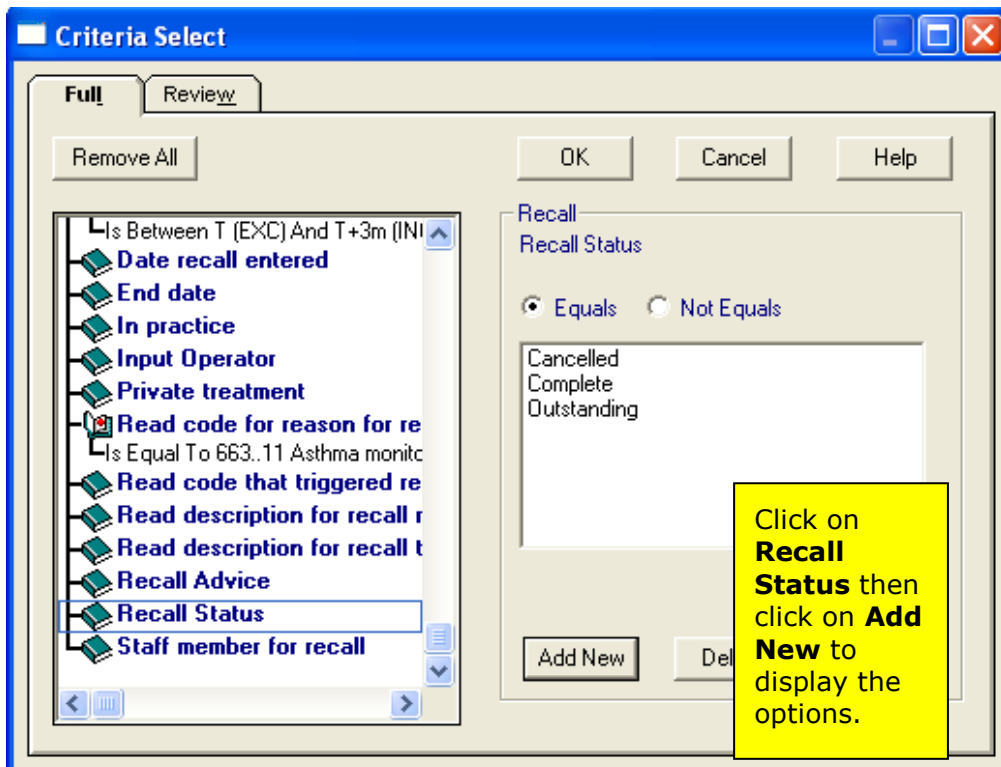 Criteria Select
Full Review
Remove All OK Cancel Help
Is Between T (EXC) And T+3m (IN
Date recall entered
End date
In practice
Input Operator
Private treatment
Read code for reason for re
Is Equal To 663..11 Asthma monito
Read code that triggered re
Read description for recall r
Read description for recall t
Recall Advice
Recall Status
Staff member for recall
Recall
Recall Status
Equals Not Equals
Cancelled
Complete
Outstanding
Add New Del
Click on
Recall
Status then
click on Add
New to
display the
options.